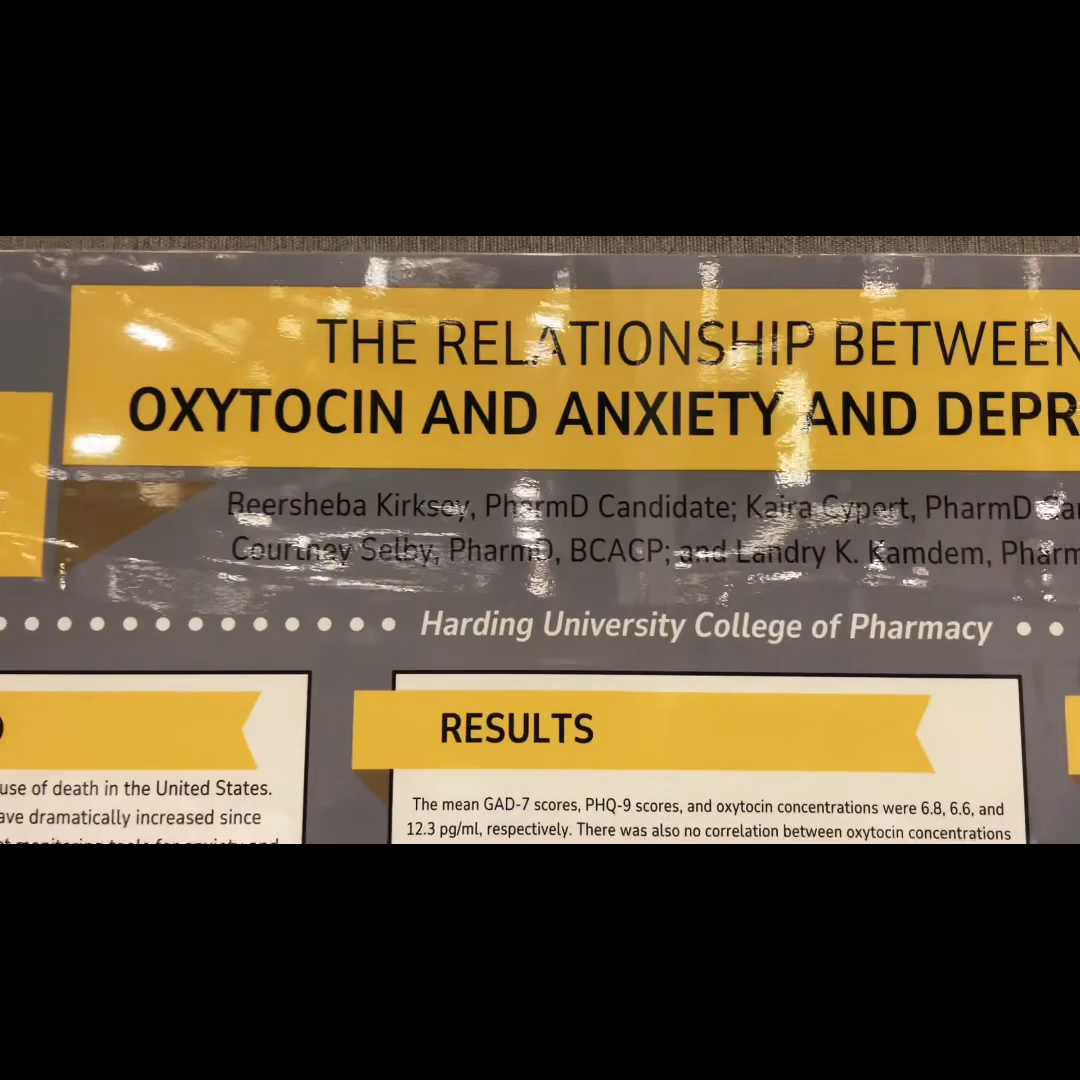 THE RELATIONSHIP BETWEEN
OXYTOCIN AND ANXIETY AND DEPR
Beersheba Kirksey, PharmD Candidate; Kaira Cypert, PharmD
Courtney Selby, PharmD, BCACP; and Landry K. Kamdem, Pharm
Harding University College of Pharmacy
use of death in the United States.
ave dramatically increased since
RESULTS
The mean GAD-7 scores, PHQ-9 scores, and oxytocin concentrations were 6.8, 6.6, and
12.3 pg/ml, respectively. There was also no correlation between oxytocin concentrations